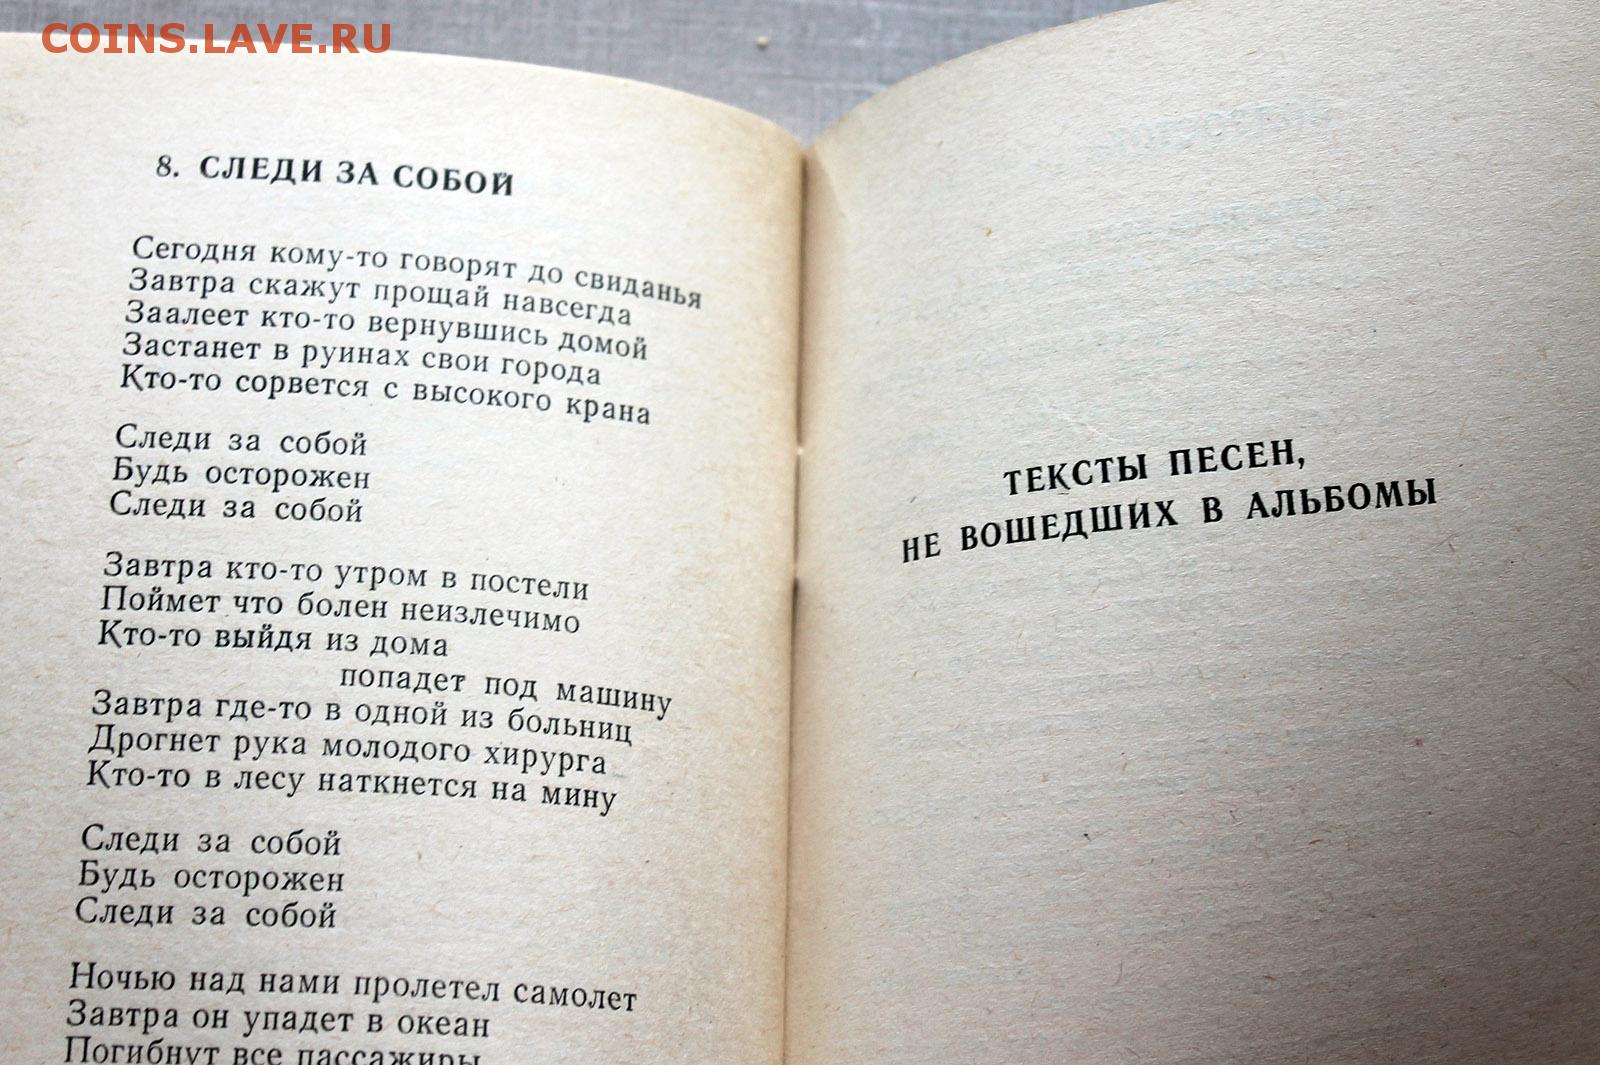 COINS.LAVE.RU
8. СЛЕДИ ЗА СОБОЙ
Сегодня кому-то говорят до свиданья
Завтра скажут прощай навсегда
Заалеет кто-то вернувшись домой
Застанет в руинах свои города
Кто-то сорвется с высокого крана
Следи за собой
Будь осторожен
Следи за собой
Завтра кто-то утром в постели
Поймет что болен неизлечимо
Кто-то выйдя из дома
попадет под машину
Завтра где-то в одной из больниц
Дрогнет рука молодого хирурга
Кто-то в лесу наткнется на мину
Следи за собой
Будь осторожен
Следи за собой
Ночью над нами пролетел самолет
Завтра он упадет в океан
Погибнут все пассажиры
ТЕКСТЫ ПЕСЕН,
НЕ ВОШЕДШИХ В АЛЬБОМЫ